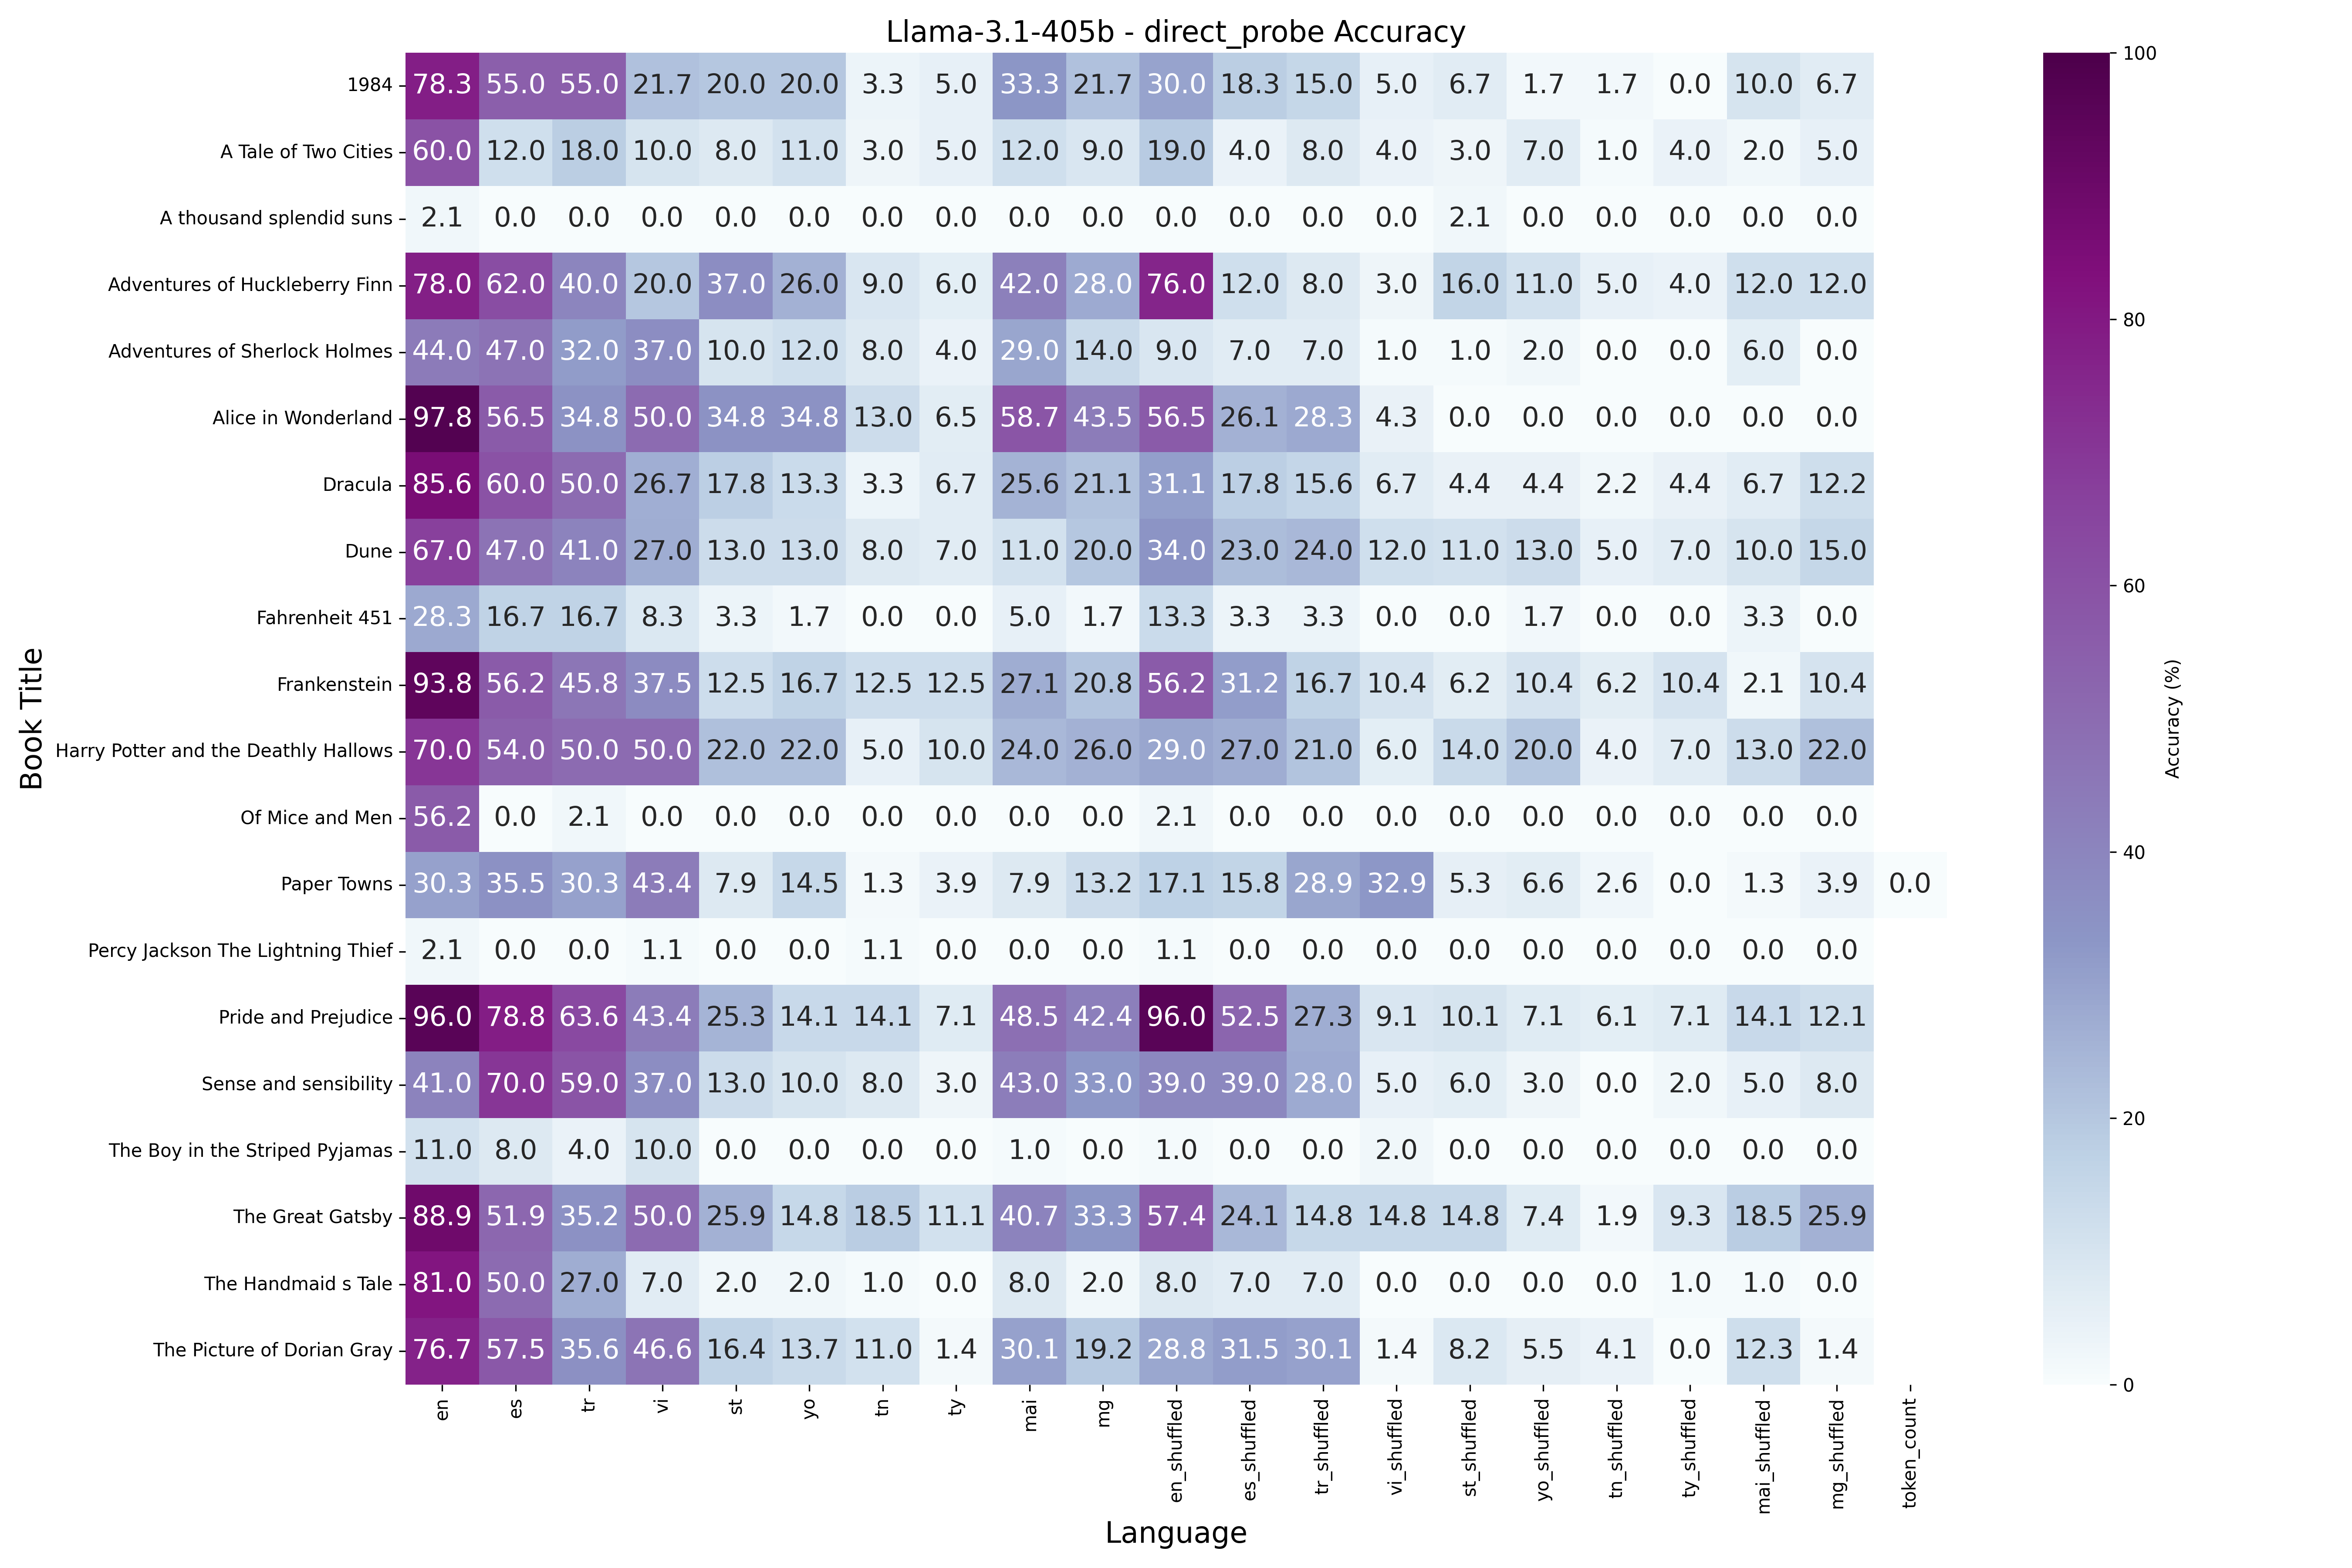 Llama-3.1-405b - direct_probe Accuracy
1984 78.3 55.0 55.0 21.7 20.0 20.0 3.3 5.0 33.3 21.7 30.0 18.3 15.0 5.0 6.7 1.7 1.7 0.0 10.0 6.7
A Tale of Two Cities 60.0 12.0 18.0 10.0 8.0 11.0 3.0 5.0 12.0 9.0 19.0 4.0 8.0 4.0 3.0 7.0 1.0 4.0 2.0 5.0
A thousand splendid suns 2.1 0.0 0.0 0.0 0.0 0.0 0.0 0.0 0.0 0.0 0.0 0.0 0.0 0.0 2.1 0.0 0.0 0.0 0.0 0.0
Adventures of Huckleberry Finn 78.0 62.0 40.0 20.0 37.0 26.0 9.0 6.0 42.0 28.0 76.0 12.0 8.0 3.0 16.0 11.0 5.0 4.0 12.0 12.0
Adventures of Sherlock Holmes 44.0 47.0 32.0 37.0 10.0 12.0 8.0 4.0 29.0 14.0 9.0 7.0 7.0 1.0 1.0 2.0 0.0 0.0 6.0 0.0
Alice in Wonderland 97.8 56.5 34.8 50.0 34.8 34.8 13.0 6.5 58.7 43.5 56.5 26.1 28.3 4.3 0.0 0.0 0.0 0.0 0.0 0.0
Dracula 85.6 60.0 50.0 26.7 17.8 13.3 3.3 6.7 25.6 21.1 31.1 17.8 15.6 6.7 4.4 4.4 2.2 4.4 6.7 12.2
Dune 67.0 47.0 41.0 27.0 13.0 13.0 8.0 7.0 11.0 20.0 34.0 23.0 24.0 12.0 11.0 13.0 5.0 7.0 10.0 15.0
Fahrenheit 451 28.3 16.7 16.7 8.3 3.3 1.7 0.0 0.0 5.0 1.7 13.3 3.3 3.3 0.0 0.0 1.7 0.0 0.0 3.3 0.0
Frankenstein 93.8 56.2 45.8 37.5 12.5 16.7 12.5 12.5 27.1 20.8 56.2 31.2 16.7 10.4 6.2 10.4 6.2 10.4 2.1 10.4
Harry Potter and the Deathly Hallows 70.0 54.0 50.0 50.0 22.0 22.0 5.0 10.0 24.0 26.0 29.0 27.0 21.0 6.0 14.0 20.0 4.0 7.0 13.0 22.0
Of Mice and Men 56.2 0.0 2.1 0.0 0.0 0.0 0.0 0.0 0.0 0.0 2.1 0.0 0.0 0.0 0.0 0.0 0.0 0.0 0.0 0.0
Paper Towns 30.3 35.5 30.3 43.4 7.9 14.5 1.3 3.9 7.9 13.2 17.1 15.8 28.9 32.9 5.3 6.6 2.6 0.0 1.3 3.9 0.0
Percy Jackson The Lightning Thief 2.1 0.0 0.0 1.1 0.0 0.0 1.1 0.0 0.0 0.0 1.1 0.0 0.0 0.0 0.0 0.0 0.0 0.0 0.0 0.0
Pride and Prejudice 96.0 78.8 63.6 43.4 25.3 14.1 14.1 7.1 48.5 42.4 96.0 52.5 27.3 9.1 10.1 7.1 6.1 7.1 14.1 12.1
Sense and sensibility 41.0 70.0 59.0 37.0 13.0 10.0 8.0 3.0 43.0 33.0 39.0 39.0 28.0 5.0 6.0 3.0 0.0 2.0 5.0 8.0
The Boy in the Striped Pyjamas 11.0 8.0 4.0 10.0 0.0 0.0 0.0 0.0 1.0 0.0 1.0 0.0 0.0 2.0 0.0 0.0 0.0 0.0 0.0 0.0
The Great Gatsby 88.9 51.9 35.2 50.0 25.9 14.8 18.5 11.1 40.7 33.3 57.4 24.1 14.8 14.8 14.8 7.4 1.9 9.3 18.5 25.9
The Handmaid s Tale 81.0 50.0 27.0 7.0 2.0 2.0 1.0 0.0 8.0 2.0 8.0 7.0 7.0 0.0 0.0 0.0 0.0 1.0 1.0 0.0
The Picture of Dorian Gray 76.7 57.5 35.6 46.6 16.4 13.7 11.0 1.4 30.1 19.2 28.8 31.5 30.1 1.4 8.2 5.5 4.1 0.0 12.3 1.4
en es tr vi st yo tn ty mai mg en_shuffled es_shuffled tr_shuffled vi_shuffled st_shuffled yo_shuffled tn_shuffled ty_shuffled mai_shuffled mg_shuffled token_count
Language
Book Title
100
80
60
40
20
0
Accuracy (%)